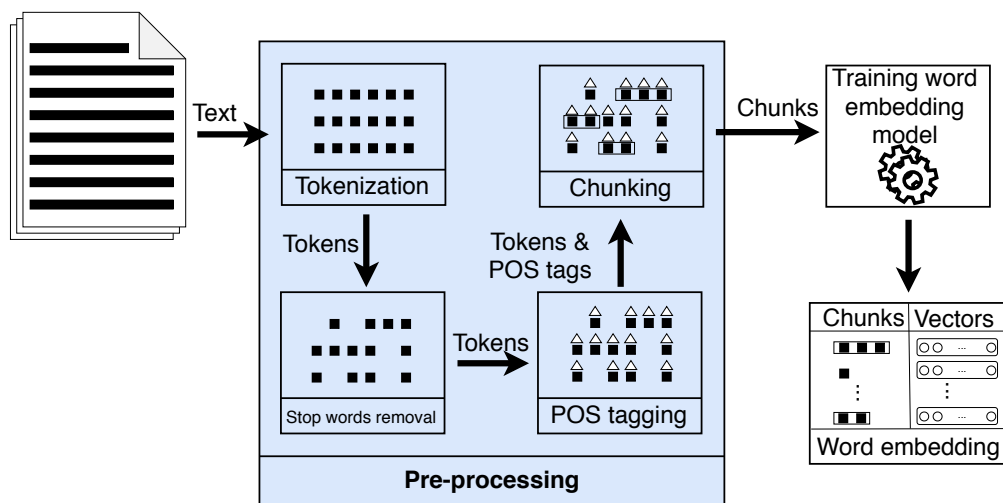 Text
Tokenization
Tokens
Stop words removal
Tokens
POS tagging
Tokens &
POS tags
Chunking
Pre-processing
Chunks
Training word
embedding
model
Chunks Vectors
...
...
...
Word embedding